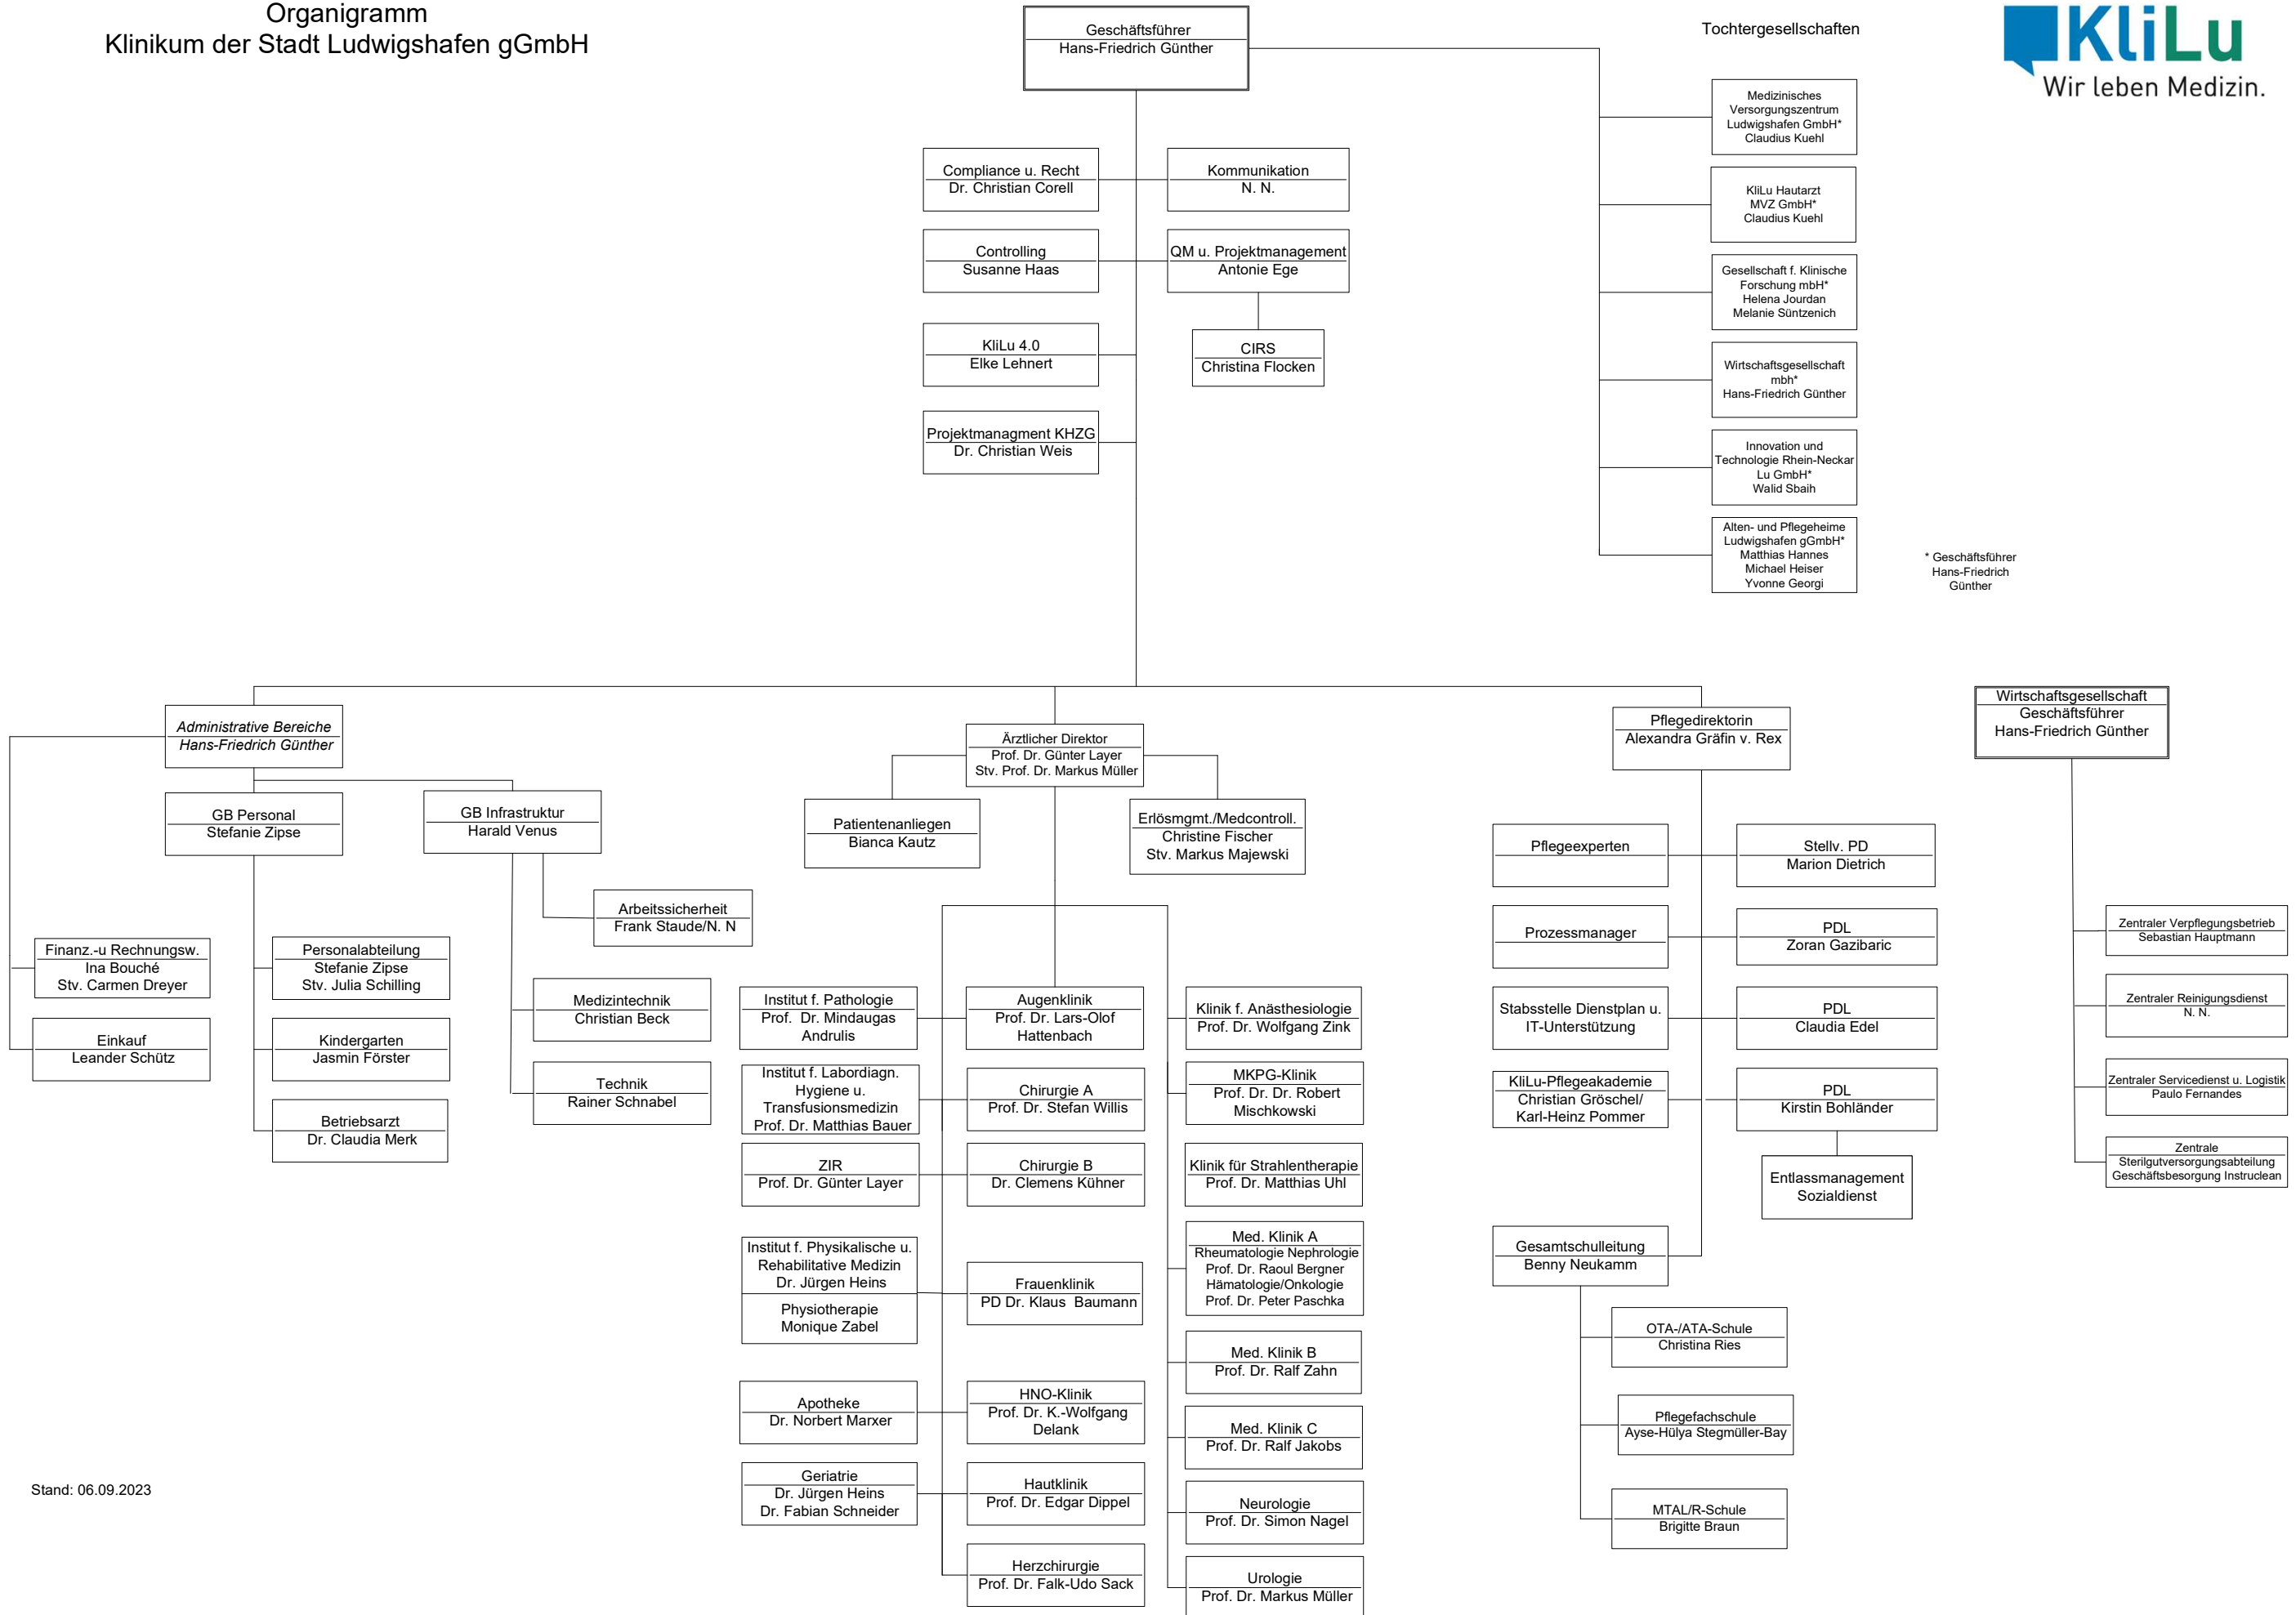 Organigramm
Klinikum der Stadt Ludwigshafen gGmbH
Geschäftsführer
Hans-Friedrich Günther
Tochtergesellschaften
KliLu
Wir leben Medizin.
Medizinisches
Versorgungszentrum
Ludwigshafen GmbH*
Claudius Kuehl
KliLu Hautarzt
MVZ GmbH*
Claudius Kuehl
Gesellschaft f. Klinische
Forschung mbH*
Helena Jourdan
Melanie Süntzenich
Wirtschaftsgesellschaft
mbh*
Hans-Friedrich Günther
Innovation und
Technologie Rhein-Neckar
Lu GmbH*
Walid Sbaih
Alten- und Pflegeheime
Ludwigshafen gGmbH*
Matthias Hannes
Michael Heiser
Yvonne Georgi
* Geschäftsführer
Hans-Friedrich
Günther
Compliance u. Recht
Dr. Christian Corell
Kommunikation
N. N.
Controlling
Susanne Haas
QM u. Projektmanagement
Antonie Ege
KliLu 4.0
Elke Lehnert
CIRS
Christina Flocken
Projektmanagment KHZG
Dr. Christian Weis
Administrative Bereiche
Hans-Friedrich Günther
GB Personal
Stefanie Zipse
GB Infrastruktur
Harald Venus
Arbeitssicherheit
Frank Staude/N. N
Finanz.-u Rechnungsw.
Ina Bouché
Stv. Carmen Dreyer
Einkauf
Leander Schütz
Personalabteilung
Stefanie Zipse
Stv. Julia Schilling
Kindergarten
Jasmin Förster
Betriebsarzt
Dr. Claudia Merk
Medizintechnik
Christian Beck
Technik
Rainer Schnabel
Ärztlicher Direktor
Prof. Dr. Günter Layer
Stv. Prof. Dr. Markus Müller
Patientenanliegen
Bianca Kautz
Erlösmgmt./Medcontroll.
Christine Fischer
Stv. Markus Majewski
Institut f. Pathologie
Prof. Dr. Mindaugas
Andrulis
Institut f. Labordiagn.
Hygiene u.
Transfusionsmedizin
Prof. Dr. Matthias Bauer
ZIR
Prof. Dr. Günter Layer
Institut f. Physikalische u.
Rehabilitative Medizin
Dr. Jürgen Heins
Physiotherapie
Monique Zabel
Apotheke
Dr. Norbert Marxer
Geriatrie
Dr. Jürgen Heins
Dr. Fabian Schneider
Augenklinik
Prof. Dr. Lars-Olof
Hattenbach
Chirurgie A
Prof. Dr. Stefan Willis
Chirurgie B
Dr. Clemens Kühner
Frauenklinik
PD Dr. Klaus Baumann
HNO-Klinik
Prof. Dr. K.-Wolfgang
Delank
Hautklinik
Prof. Dr. Edgar Dippel
Herzchirurgie
Prof. Dr. Falk-Udo Sack
Klinik f. Anästhesiologie
Prof. Dr. Wolfgang Zink
MKPG-Klinik
Prof. Dr. Dr. Robert
Mischkowski
Klinik für Strahlentherapie
Prof. Dr. Matthias Uhl
Med. Klinik A
Rheumatologie Nephrologie
Prof. Dr. Raoul Bergner
Hämatologie/Onkologie
Prof. Dr. Peter Paschka
Med. Klinik B
Prof. Dr. Ralf Zahn
Med. Klinik C
Prof. Dr. Ralf Jakobs
Neurologie
Prof. Dr. Simon Nagel
Urologie
Prof. Dr. Markus Müller
Pflegedirektorin
Alexandra Gräfin v. Rex
Pflegeexperten
Stellv. PD
Marion Dietrich
Prozessmanager
PDL
Zoran Gazibaric
Stabsstelle Dienstplan u.
IT-Unterstützung
PDL
Claudia Edel
KliLu-Pflegeakademie
Christian Gröschel/
Karl-Heinz Pommer
PDL
Kirstin Bohländer
Entlassmanagement
Sozialdienst
Gesamtschulleitung
Benny Neukamm
OTA-/ATA-Schule
Christina Ries
Pflegefachschule
Ayse-Hülya Stegmüller-Bay
MTAL/R-Schule
Brigitte Braun
Wirtschaftsgesellschaft
Geschäftsführer
Hans-Friedrich Günther
Zentraler Verpflegungsbetrieb
Sebastian Hauptmann
Zentraler Reinigungsdienst
N. N.
Zentraler Servicedienst u. Logistik
Paulo Fernandes
Zentrale
Sterilgutversorgungsabteilung
Geschäftsbesorgung Instruclean
Stand: 06.09.2023